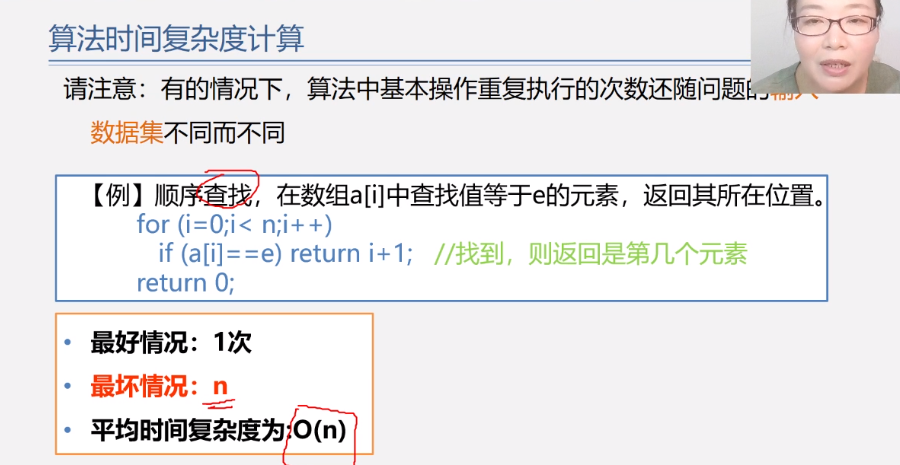 算法时间复杂度计算
请注意：有的情况下，算法中基本操作重复执行的次数还随问题的
数据集不同而不同
【例】顺序查找，在数组a[i]中查找值等于e的元素，返回其所在位置。
for (i=0;i< n;i++)
if (a[i]==e) return i+1; //找到，则返回是第几个元素
return 0;
• 最好情况：1次
• 最坏情况：n
• 平均时间复杂度为:O(n)